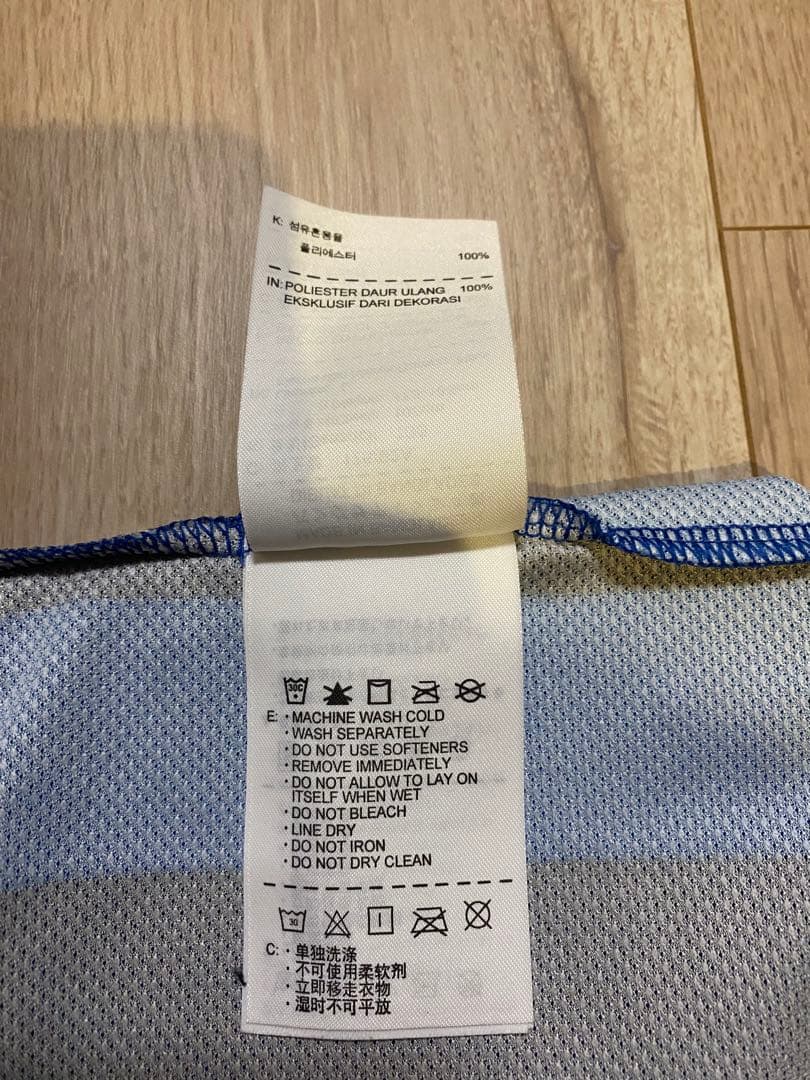 K: 섬유혼용율
폴리에스터 100%
IN: POLIESTER DAUR ULANG 100%
EKSKLUSIF DARI DEKORASI
30C
E: · MACHINE WASH COLD
· WASH SEPARATELY
· DO NOT USE SOFTENERS
· REMOVE IMMEDIATELY
· DO NOT ALLOW TO LAY ON
ITSELF WHEN WET
· DO NOT BLEACH
· LINE DRY
· DO NOT IRON
· DO NOT DRY CLEAN
30
C: · 单独洗涤
· 不可使用柔软剂
· 立即移走衣物
· 湿时不可平放